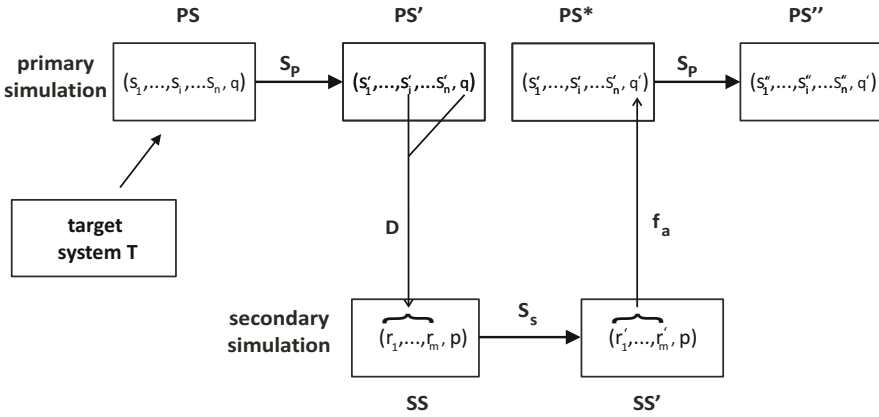 PS PS' PS* PS''
primary simulation
(s₁,...,sᵢ,...sₙ, q) Sₚ (s₁′,...,sᵢ′,...sₙ′, q) (s₁′,...,sᵢ′,...sₙ′, q′) Sₚ (s₁″,...,sᵢ″,...sₙ″, q′)
target
system T
D fₐ
secondary
simulation
(r₁,...,rₘ, p) Sₛ (r₁′,...,rₘ′, p)
SS SS'